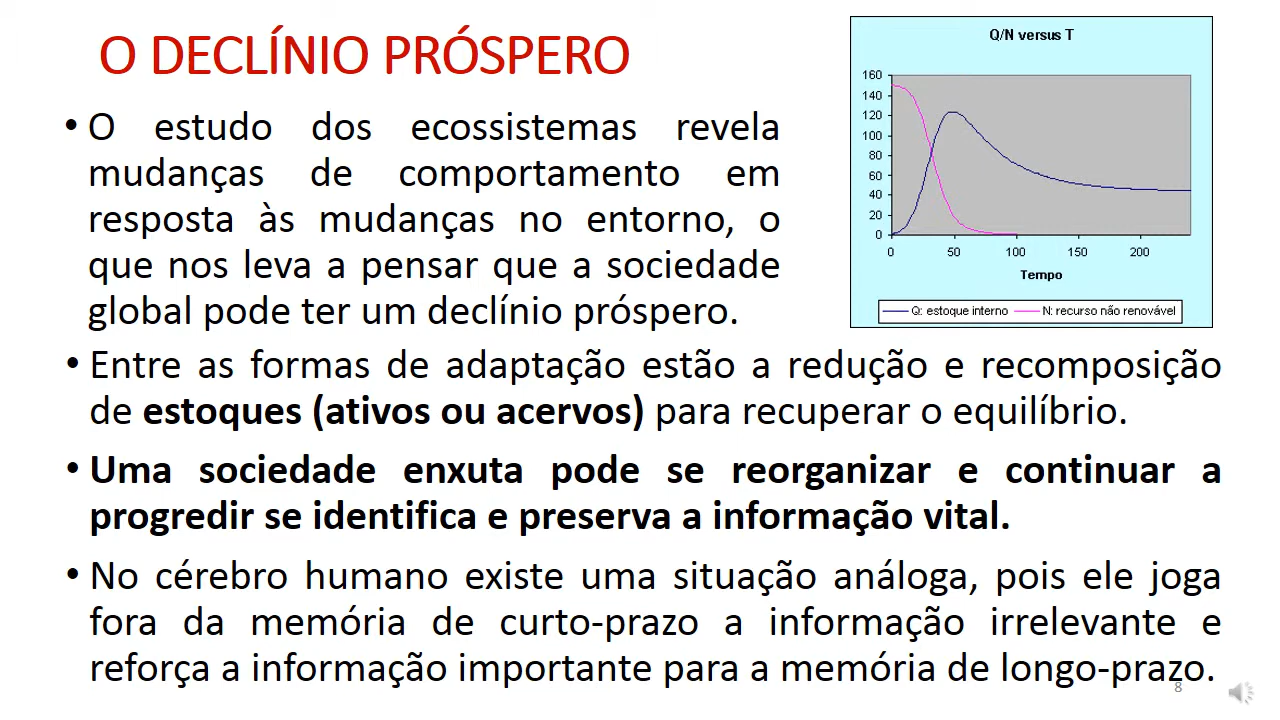 O DECLÍNIO PRÓSPERO
• O estudo dos ecossistemas revela
mudanças de comportamento em
resposta às mudanças no entorno, o
que nos leva a pensar que a sociedade
global pode ter um declínio próspero.
Q/N versus T
160
140
120
100
80
60
40
20
0
0 50 100 150 200
Tempo
Q: estoque interno N: recurso não renovável
• Entre as formas de adaptação estão a redução e recomposição
de estoques (ativos ou acervos) para recuperar o equilíbrio.
• Uma sociedade enxuta pode se reorganizar e continuar a
progredir se identifica e preserva a informação vital.
• No cérebro humano existe uma situação análoga, pois ele joga
fora da memória de curto-prazo a informação irrelevante e
reforça a informação importante para a memória de longo-prazo.
8